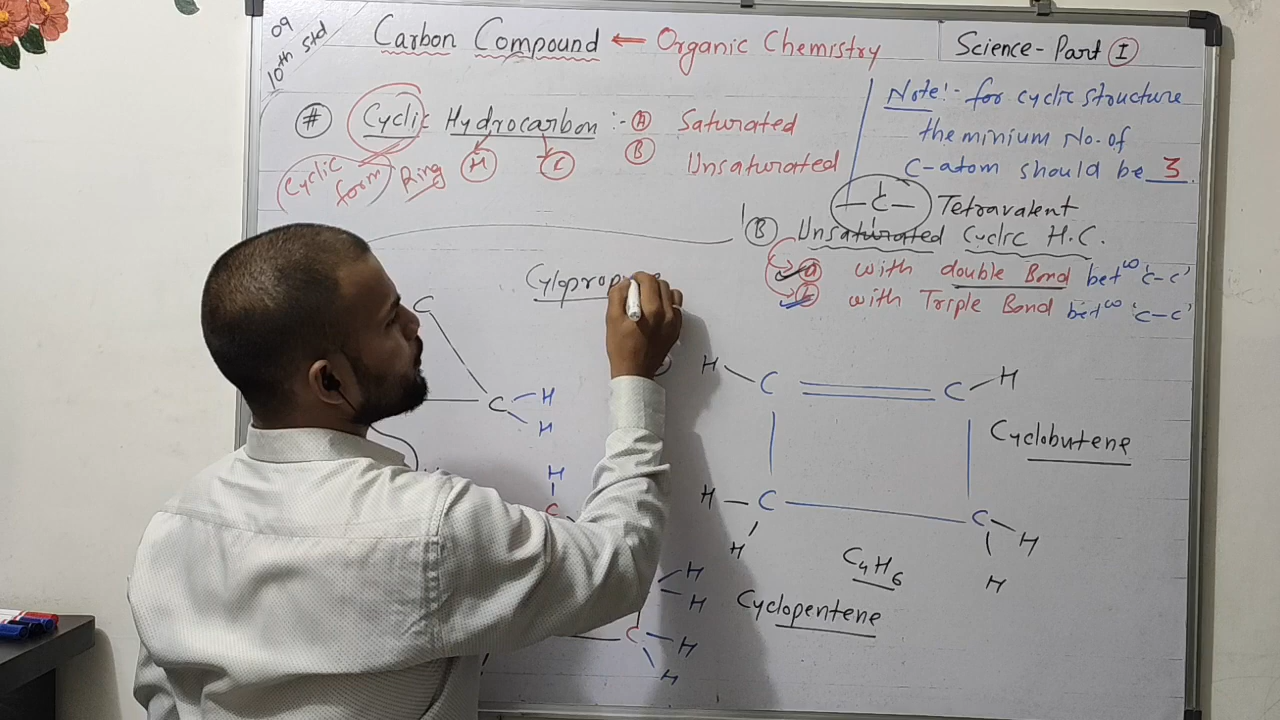 09
10th std
Carbon Compound ← Organic Chemistry
Science-Part I
# Cyclic Hydrocarbon :- A Saturated
B Unsaturated
Cyclic form Ring H C
Note:- for cyclic structure
the minium No. of
C-atom should be 3
-C- Tetravalent
B Unsaturated Cyclic H.C.
a with double Bond betw 'c-c'
b with Triple Bond betw 'c-c'
C
C H
H
H
C
H
H
C H
H
H C C H
H C C H
H H
Cyclobutene
C4H6
Cyclopentene